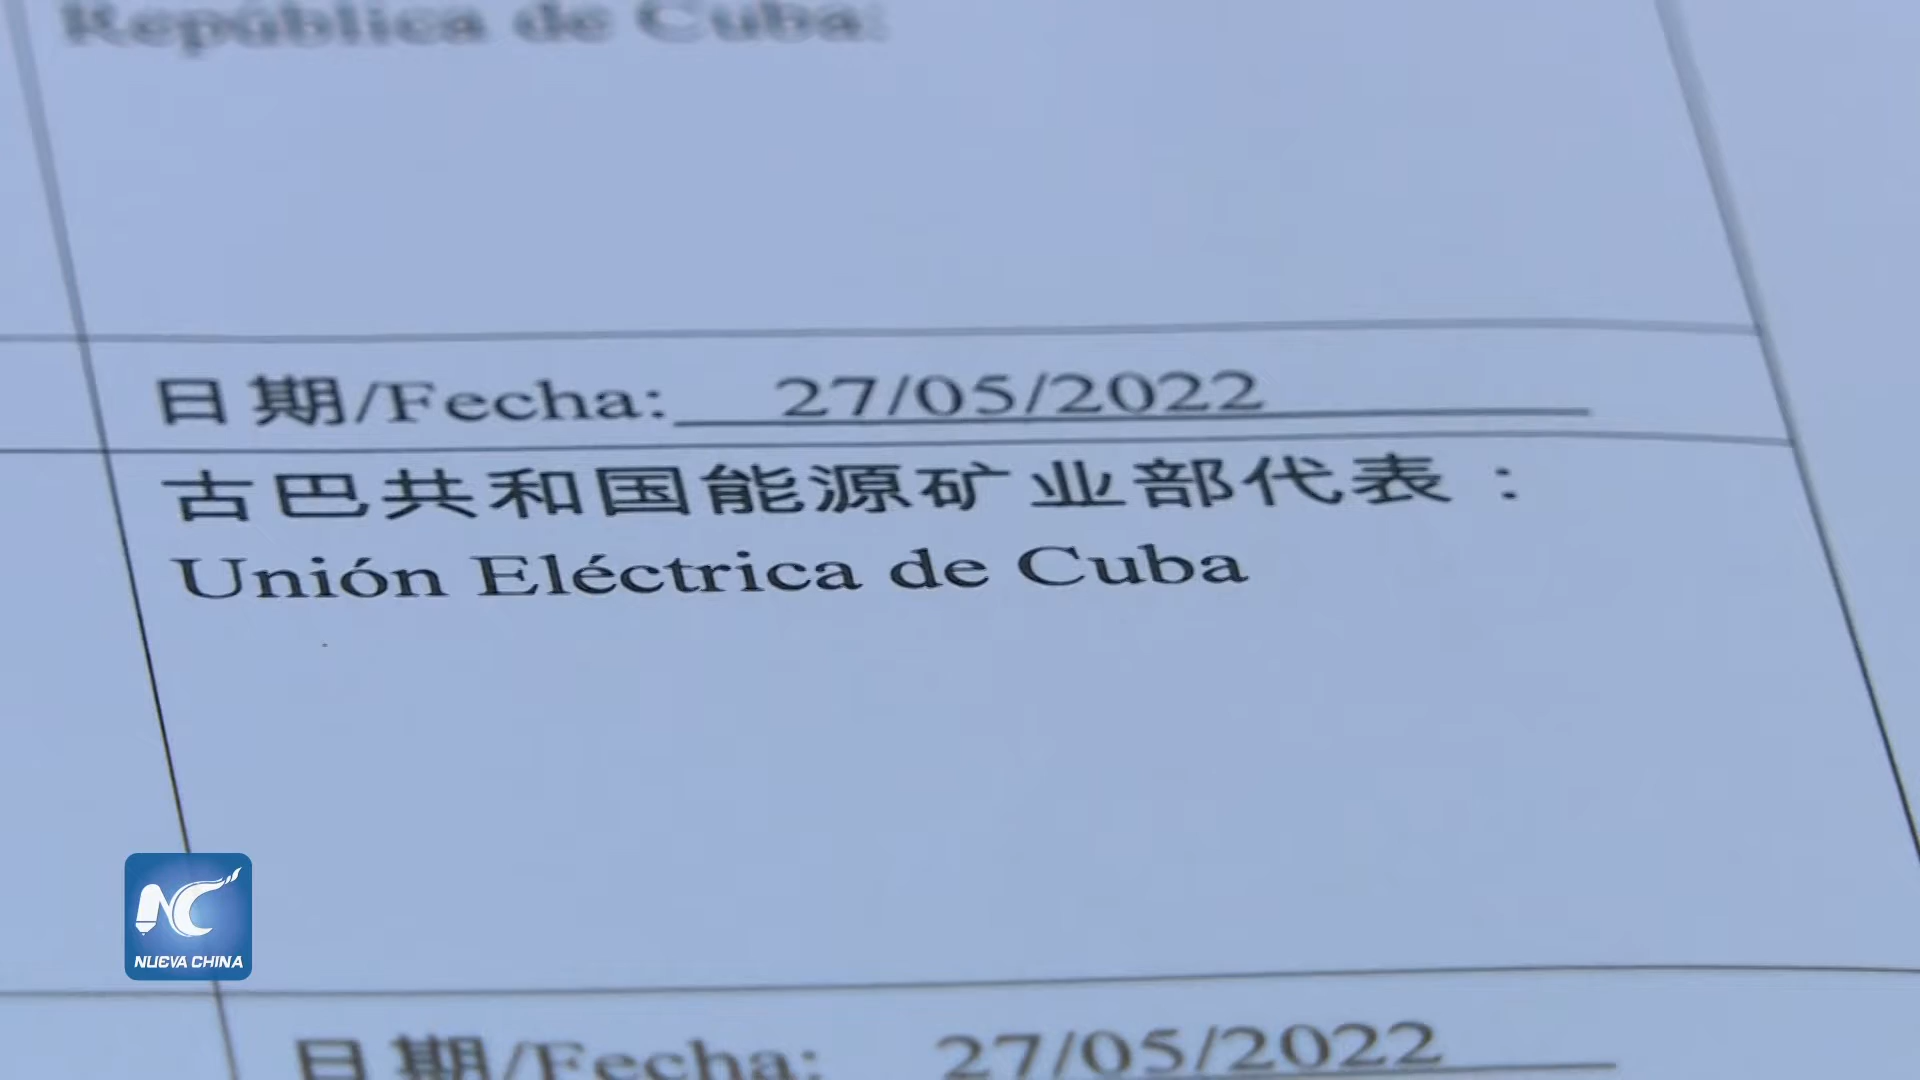 República de Cuba:
日期/Fecha: 27/05/2022
古巴共和国能源矿业部代表：
Unión Eléctrica de Cuba
NUEVA CHINA
日期/Fecha: 27/05/2022